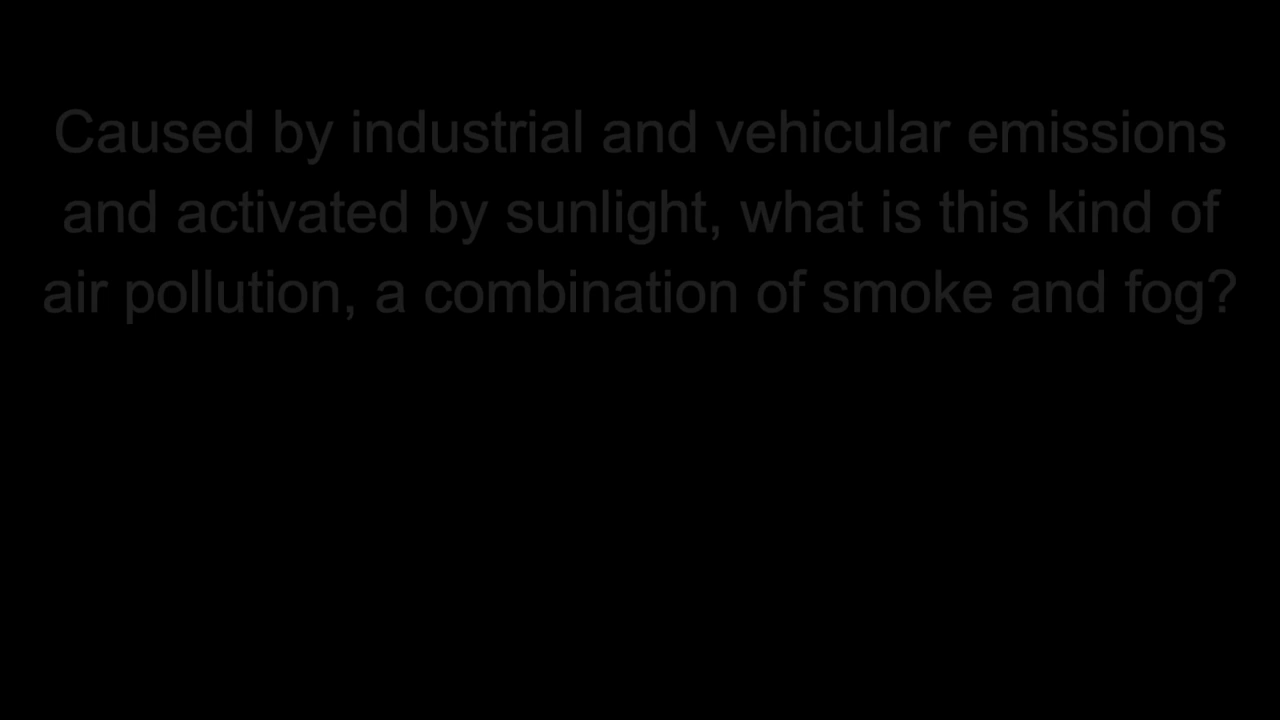 Caused by industrial and vehicular emissions
and activated by sunlight, what is this kind of
air pollution, a combination of smoke and fog?